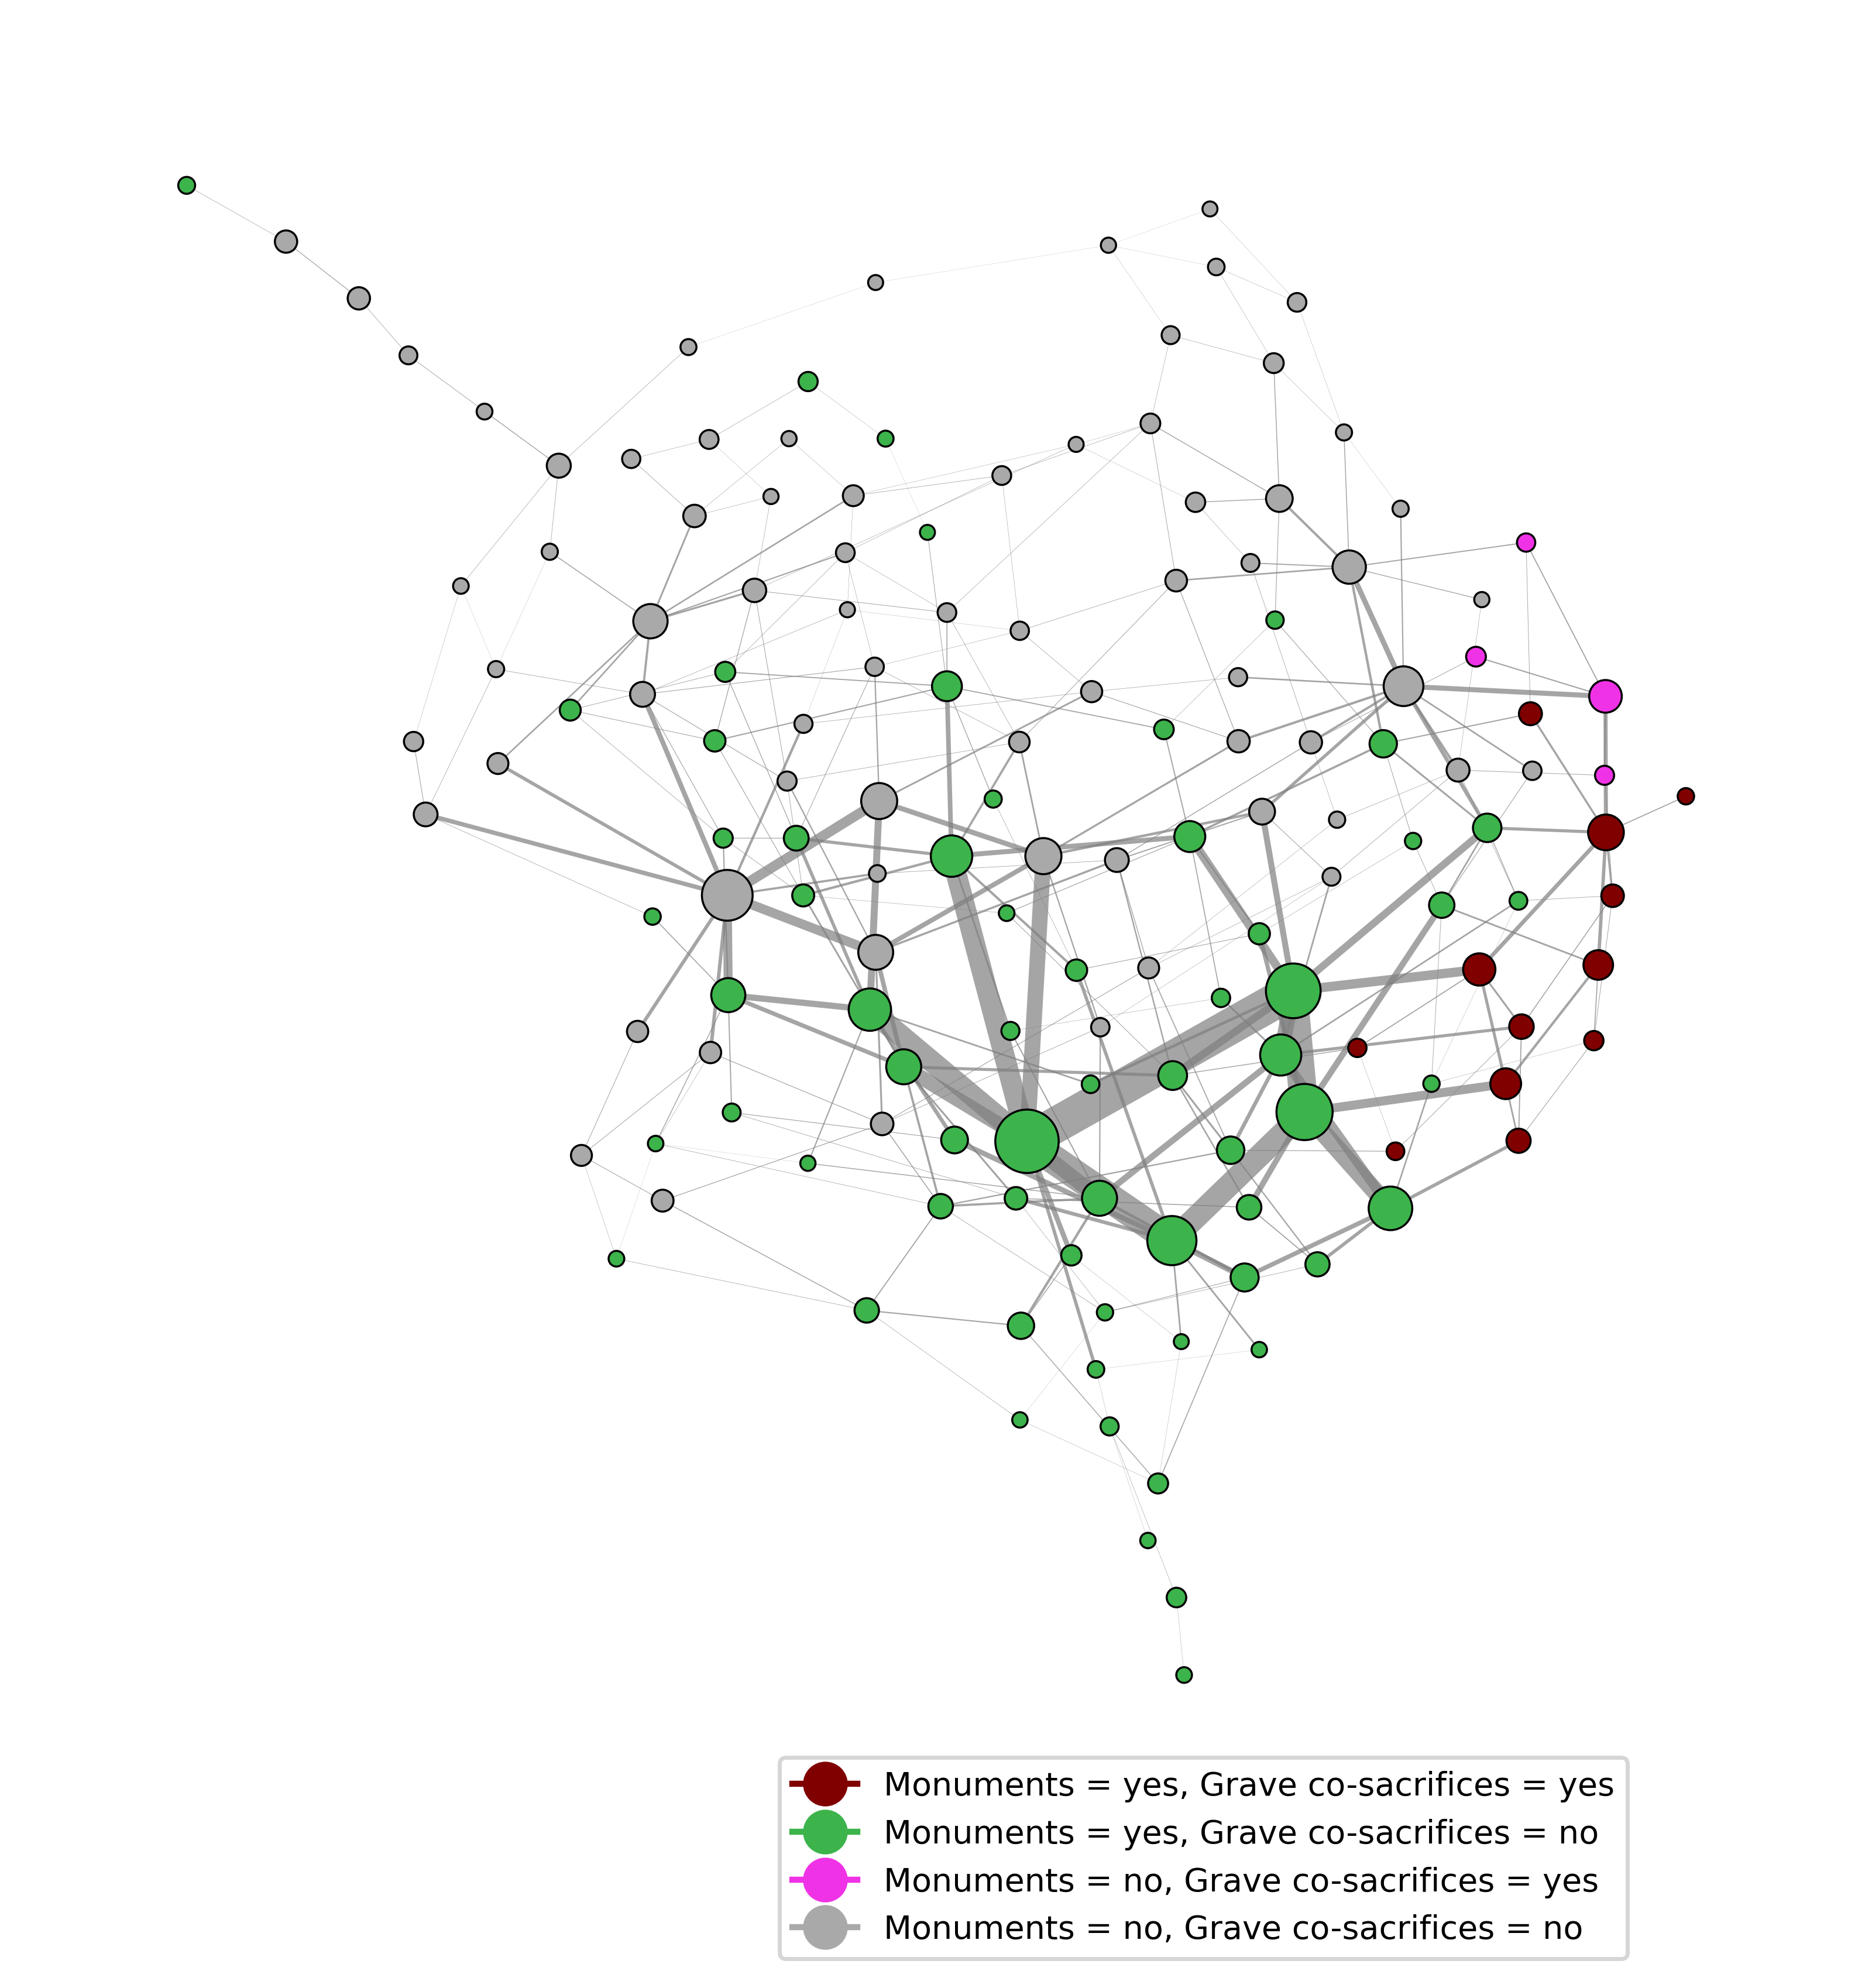 Monuments = yes, Grave co-sacrifices = yes
Monuments = yes, Grave co-sacrifices = no
Monuments = no, Grave co-sacrifices = yes
Monuments = no, Grave co-sacrifices = no